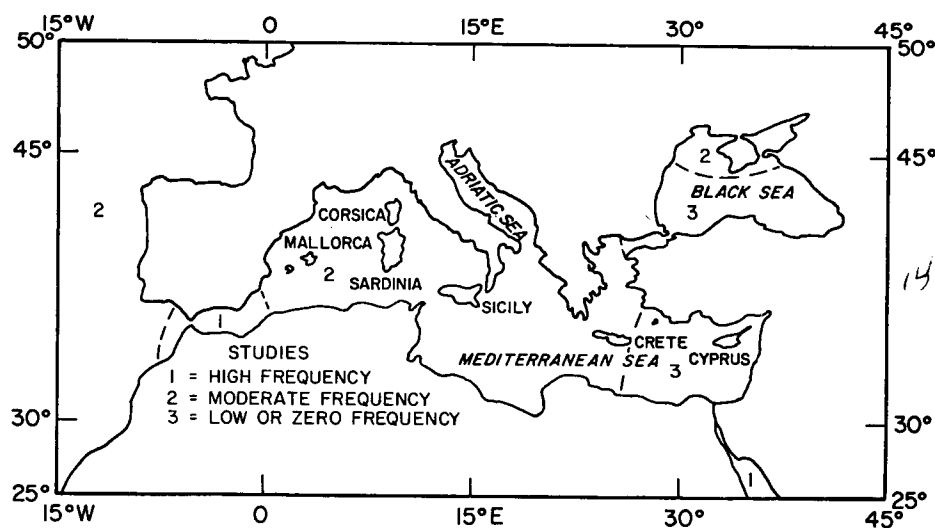 15°W 0 15°E 30° 45°
50° 50°
45° 45°
2
BLACK SEA
3
ADRIATIC SEA
2
CORSICA
MALLORCA
2
SARDINIA
SICILY
14
1
STUDIES
1 = HIGH FREQUENCY
2 = MODERATE FREQUENCY
3 = LOW OR ZERO FREQUENCY
CRETE CYPRUS
MEDITERRANEAN SEA
3
30° 30°
1
25° 25°
15°W 0 15°E 30° 45°